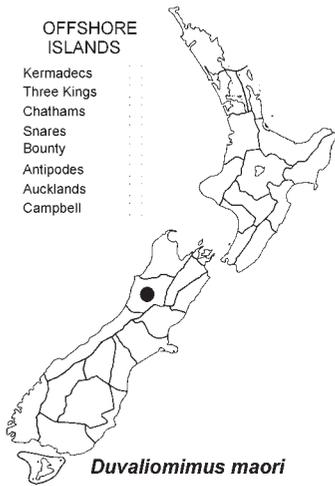 OFFSHORE
ISLANDS
Kermadecs
Three Kings
Chathams
Snares
Bounty
Antipodes
Aucklands
Campbell
Duvaliomimus maori